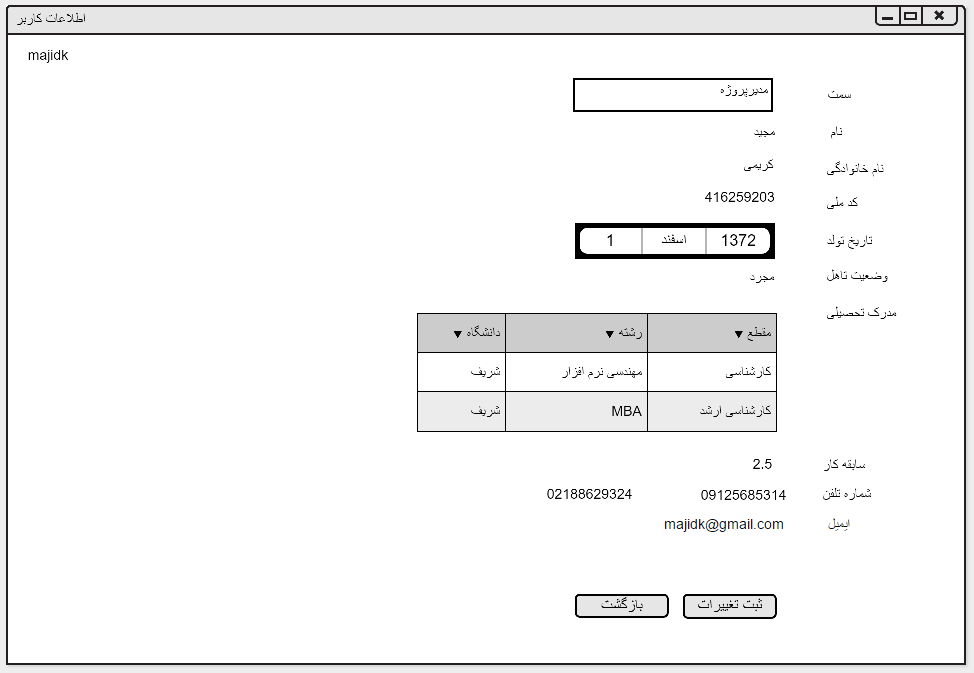 اطلاعات کاربر
majidk
سمت مدیرپروژه
نام مجید
نام خانوادگی کریمی
کد ملی 416259203
تاریخ تولد 1372 اسفند 1
وضعیت تاهل مجرد
مدرک تحصیلی
مقطع ▼ رشته ▼ دانشگاه ▼
کارشناسی مهندسی نرم افزار شریف
کارشناسی ارشد MBA شریف
سابقه کار 2.5
شماره تلفن 09125685314 02188629324
ایمیل majidk@gmail.com
ثبت تغییرات بازگشت